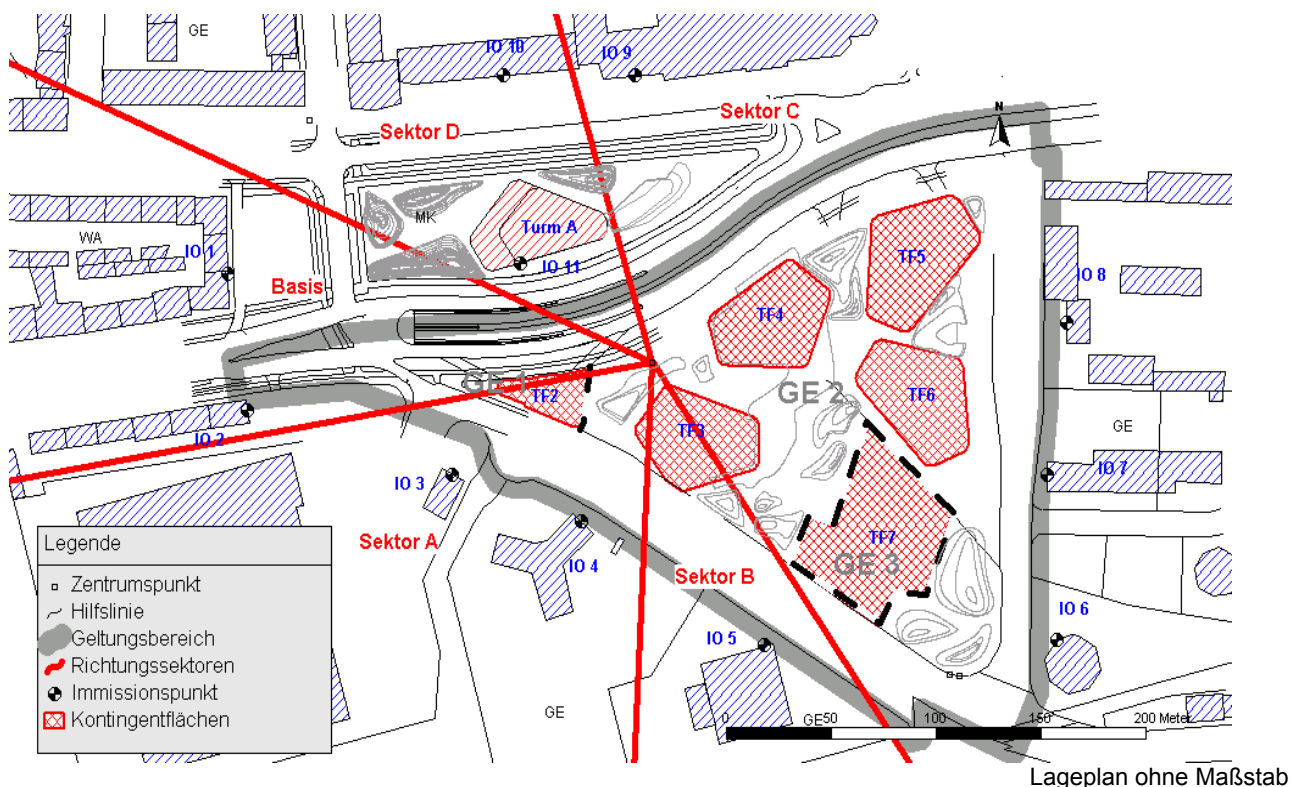 GE
IO 10
IO 9
Sektor C
Sektor D
N
MK
Turm A
WA
IO 1
IO 11
Basis
TF5
IO 8
TF4
GE 1
TF2
GE 2
TF6
TF3
IO 2
GE
IO 7
IO 3
TF7
Sektor A
GE 3
IO 4
Sektor B
IO 6
IO 5
GE
Legende
Zentrumspunkt
Hilfslinie
Geltungsbereich
Richtungssektoren
Immissionspunkt
Kontingentflächen
0 GE50 100 150 200 Meter
Lageplan ohne Maßstab